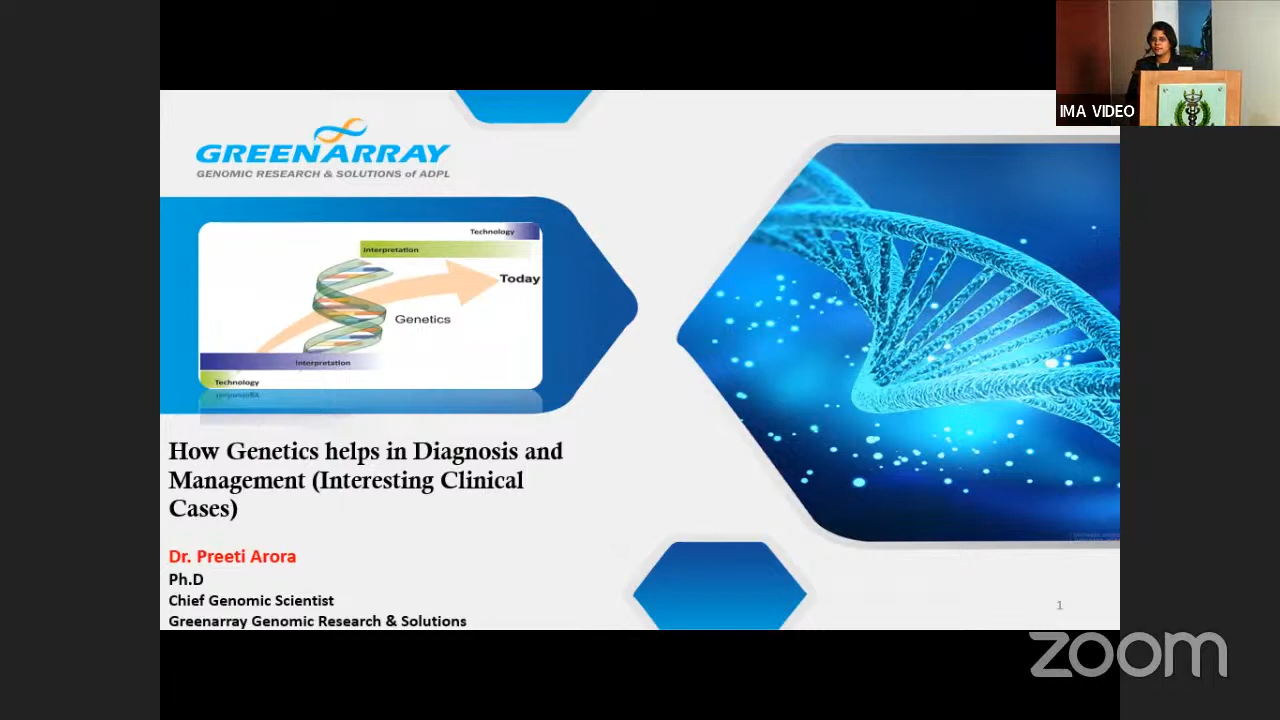 IMA VIDEO
GREENARRAY
GENOMIC RESEARCH & SOLUTIONS of ADPL
Technology
Interpretation
Today
Genetics
Interpretation
Technology
How Genetics helps in Diagnosis and
Management (Interesting Clinical
Cases)
Dr. Preeti Arora
Ph.D
Chief Genomic Scientist
Greenarray Genomic Research & Solutions
1
zoom